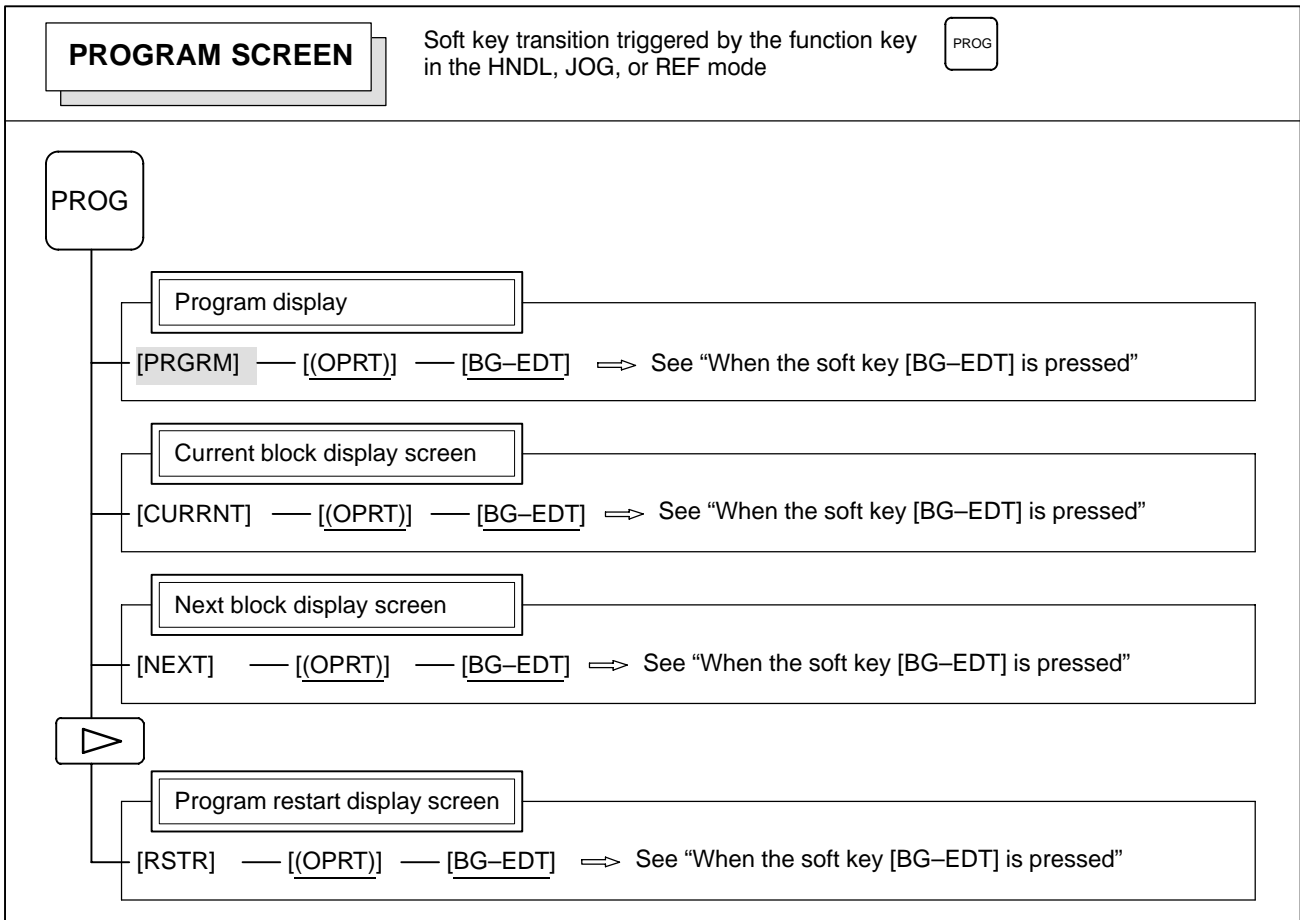 PROGRAM SCREEN
Soft key transition triggered by the function key
in the HNDL, JOG, or REF mode
PROG
PROG
Program display
[PRGRM] [(OPRT)] [BG–EDT] See “When the soft key [BG–EDT] is pressed”
Current block display screen
[CURRNT] [(OPRT)] [BG–EDT] See “When the soft key [BG–EDT] is pressed”
Next block display screen
[NEXT] [(OPRT)] [BG–EDT] See “When the soft key [BG–EDT] is pressed”
Program restart display screen
[RSTR] [(OPRT)] [BG–EDT] See “When the soft key [BG–EDT] is pressed”